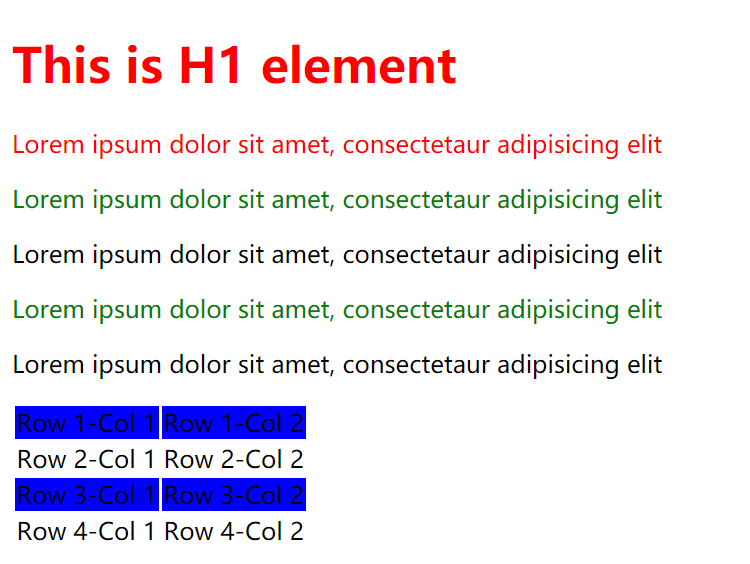 This is H1 element
Lorem ipsum dolor sit amet, consectetaur adipisicing elit
Lorem ipsum dolor sit amet, consectetaur adipisicing elit
Lorem ipsum dolor sit amet, consectetaur adipisicing elit
Lorem ipsum dolor sit amet, consectetaur adipisicing elit
Lorem ipsum dolor sit amet, consectetaur adipisicing elit
Row 1-Col 1 Row 1-Col 2
Row 2-Col 1 Row 2-Col 2
Row 3-Col 1 Row 3-Col 2
Row 4-Col 1 Row 4-Col 2